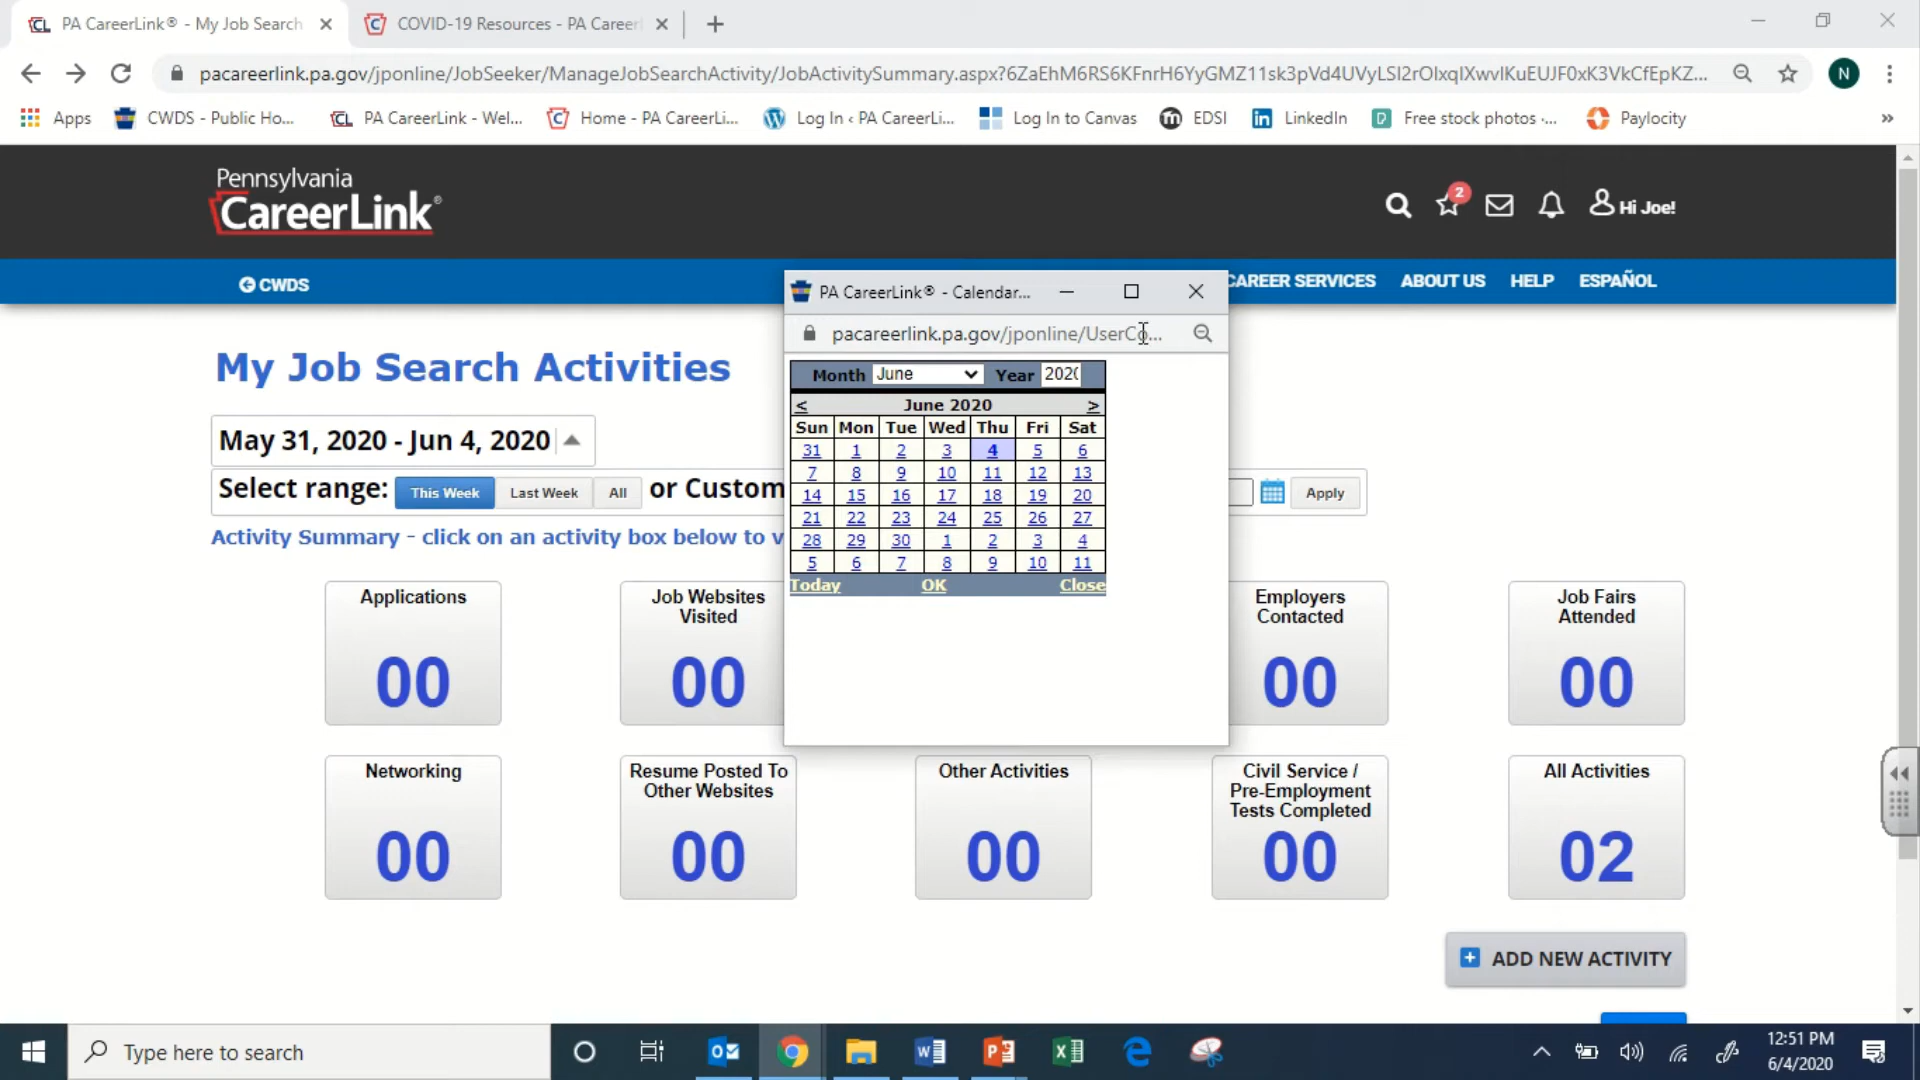 PA CareerLink® - My Job Search
COVID-19 Resources - PA Career
pacareerlink.pa.gov/jponline/JobSeeker/ManageJobSearchActivity/JobActivitySummary.aspx?6ZaEhM6RS6KFnrH6YyGMZ11sk3pVd4UVyLSI2rOIxqIXwvIKuEUJF0xK3VkCfEpKZ...
N
Apps
CWDS - Public Ho...
PA CareerLink - Wel...
Home - PA CareerLi...
Log In ‹ PA CareerLi...
Log In to Canvas
EDSI
LinkedIn
Free stock photos ·...
Paylocity
»
Pennsylvania
CareerLink®
2
Hi Joe!
CWDS
CAREER SERVICES
ABOUT US
HELP
ESPAÑOL
PA CareerLink® - Calendar...
pacareerlink.pa.gov/jponline/UserCo...
Month June Year 2020
< June 2020 >
Sun Mon Tue Wed Thu Fri Sat
31 1 2 3 4 5 6
7 8 9 10 11 12 13
14 15 16 17 18 19 20
21 22 23 24 25 26 27
28 29 30 1 2 3 4
5 6 7 8 9 10 11
Today OK Close
My Job Search Activities
May 31, 2020 - Jun 4, 2020
Select range: This Week Last Week All or Custom
Apply
Activity Summary - click on an activity box below to v
Applications
00
Job Websites
Visited
00
Employers
Contacted
00
Job Fairs
Attended
00
Networking
00
Resume Posted To
Other Websites
00
Other Activities
00
Civil Service /
Pre-Employment
Tests Completed
00
All Activities
02
ADD NEW ACTIVITY
Type here to search
12:51 PM
6/4/2020